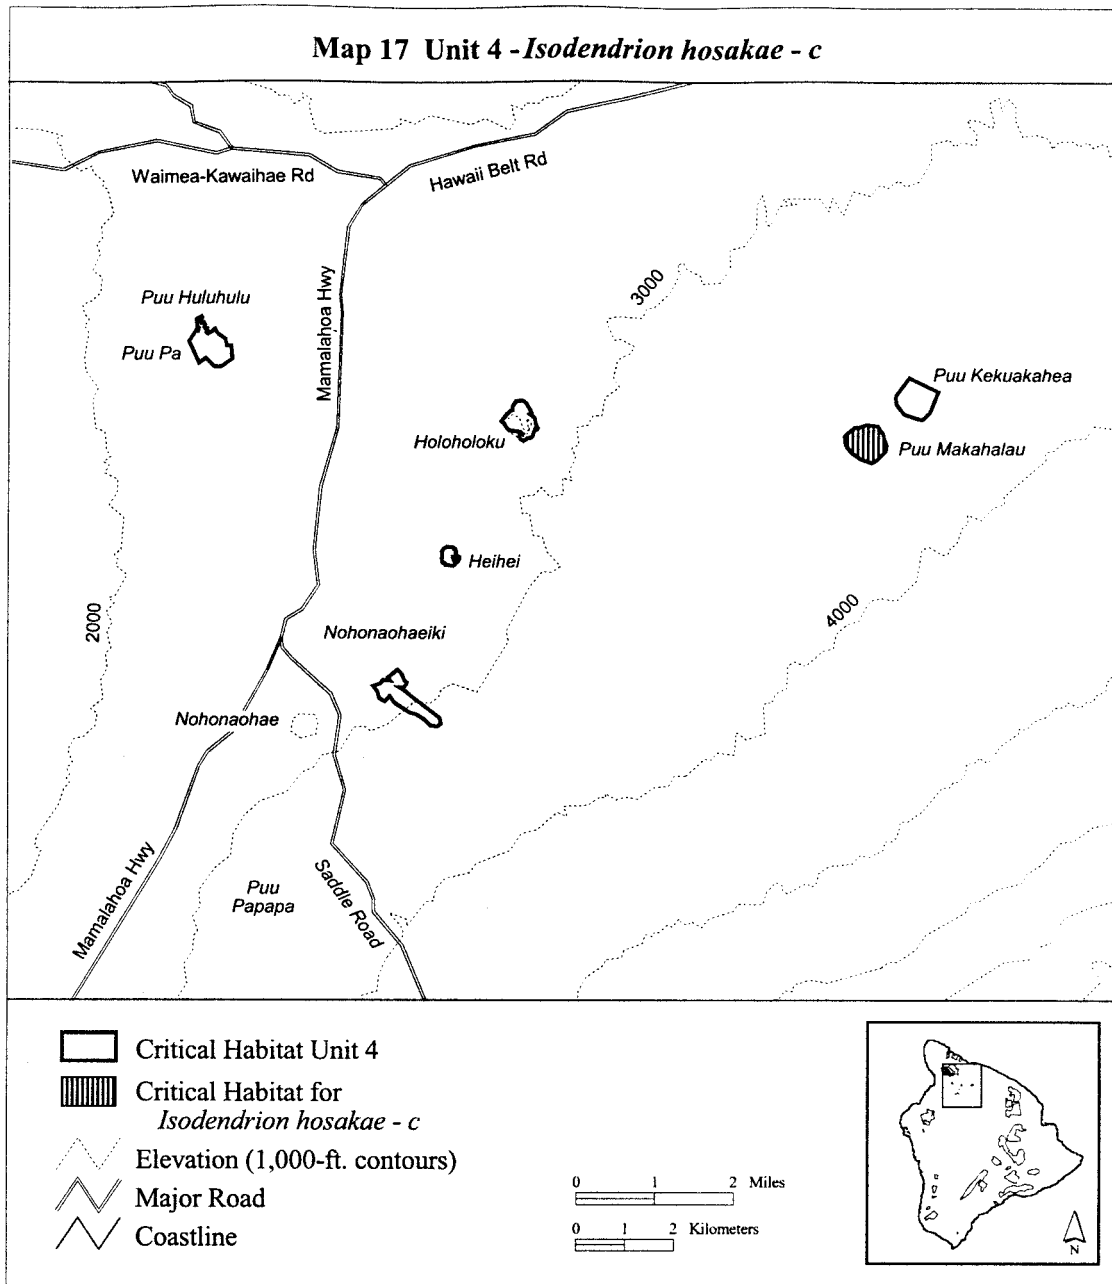 Map 17 Unit 4 - Isodendrion hosakae - c
Waimea-Kawaihae Rd
Hawaii Belt Rd
Mamalahoa Hwy
3000
Puu Huluhulu
Puu Pa
Puu Kekuakahea
Holoholoku
Puu Makahalau
Heihei
2000
4000
Nohonaohaeiki
Nohonaohae
Mamalahoa Hwy
Saddle Road
Puu
Papapa
Critical Habitat Unit 4
Critical Habitat for
Isodendrion hosakae - c
Elevation (1,000-ft. contours)
Major Road
Coastline
0 1 2 Miles
0 1 2 Kilometers
N